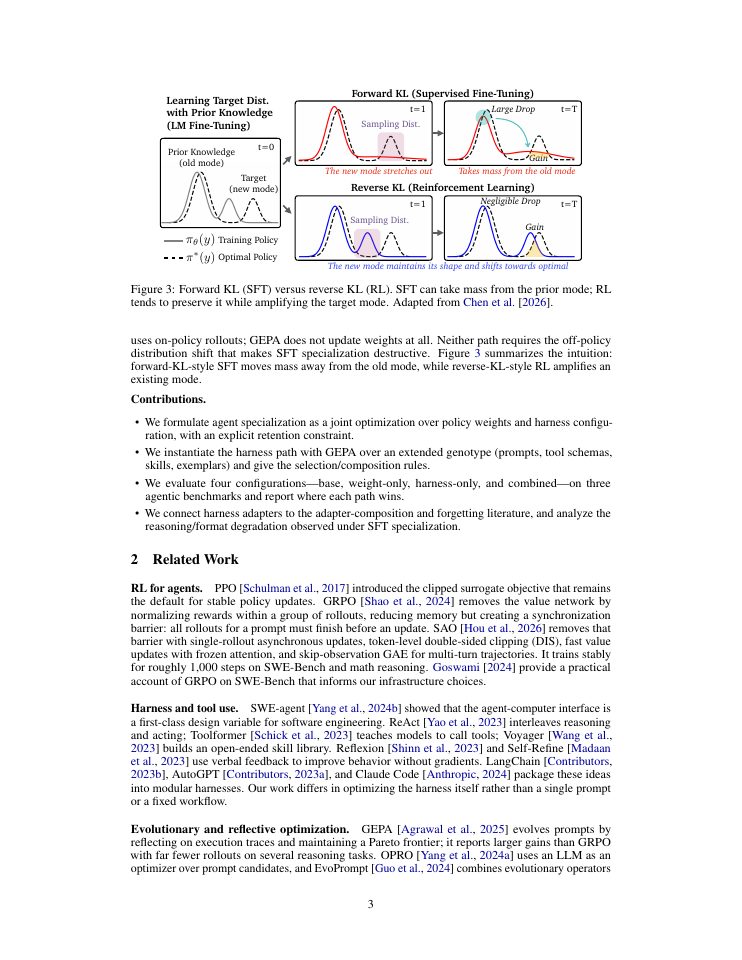 Forward KL (Supervised Fine-Tuning)
Learning Target Dist.
with Prior Knowledge
(LM Fine-Tuning)
t=0
Prior Knowledge
(old mode)
Target
(new mode)
π_θ(y) Training Policy
π*(y) Optimal Policy
t=1
Sampling Dist.
The new mode stretches out
Large Drop
t=T
Gain
Takes mass from the old mode
Reverse KL (Reinforcement Learning)
t=1
Sampling Dist.
Negligible Drop
t=T
Gain
The new mode maintains its shape and shifts towards optimal
Figure 3: Forward KL (SFT) versus reverse KL (RL). SFT can take mass from the prior mode; RL
tends to preserve it while amplifying the target mode. Adapted from Chen et al. [2026].
uses on-policy rollouts; GEPA does not update weights at all. Neither path requires the off-policy
distribution shift that makes SFT specialization destructive. Figure 3 summarizes the intuition:
forward-KL-style SFT moves mass away from the old mode, while reverse-KL-style RL amplifies an
existing mode.
Contributions.
• We formulate agent specialization as a joint optimization over policy weights and harness configu-
ration, with an explicit retention constraint.
• We instantiate the harness path with GEPA over an extended genotype (prompts, tool schemas,
skills, exemplars) and give the selection/composition rules.
• We evaluate four configurations—base, weight-only, harness-only, and combined—on three
agentic benchmarks and report where each path wins.
• We connect harness adapters to the adapter-composition and forgetting literature, and analyze the
reasoning/format degradation observed under SFT specialization.
2 Related Work
RL for agents. PPO [Schulman et al., 2017] introduced the clipped surrogate objective that remains
the default for stable policy updates. GRPO [Shao et al., 2024] removes the value network by
normalizing rewards within a group of rollouts, reducing memory but creating a synchronization
barrier: all rollouts for a prompt must finish before an update. SAO [Hou et al., 2026] removes that
barrier with single-rollout asynchronous updates, token-level double-sided clipping (DIS), fast value
updates with frozen attention, and skip-observation GAE for multi-turn trajectories. It trains stably
for roughly 1,000 steps on SWE-Bench and math reasoning. Goswami [2024] provide a practical
account of GRPO on SWE-Bench that informs our infrastructure choices.
Harness and tool use. SWE-agent [Yang et al., 2024b] showed that the agent-computer interface is
a first-class design variable for software engineering. ReAct [Yao et al., 2023] interleaves reasoning
and acting; Toolformer [Schick et al., 2023] teaches models to call tools; Voyager [Wang et al.,
2023] builds an open-ended skill library. Reflexion [Shinn et al., 2023] and Self-Refine [Madaan
et al., 2023] use verbal feedback to improve behavior without gradients. LangChain [Contributors,
2023b], AutoGPT [Contributors, 2023a], and Claude Code [Anthropic, 2024] package these ideas
into modular harnesses. Our work differs in optimizing the harness itself rather than a single prompt
or a fixed workflow.
Evolutionary and reflective optimization. GEPA [Agrawal et al., 2025] evolves prompts by
reflecting on execution traces and maintaining a Pareto frontier; it reports larger gains than GRPO
with far fewer rollouts on several reasoning tasks. OPRO [Yang et al., 2024a] uses an LLM as an
optimizer over prompt candidates, and EvoPrompt [Guo et al., 2024] combines evolutionary operators
3